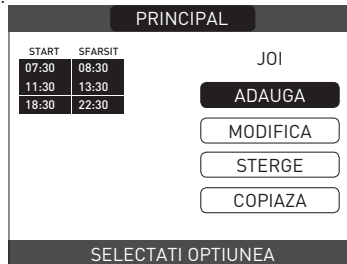 PRINCIPAL
START SFARSIT
07:30 08:30
11:30 13:30
18:30 22:30
JOI
ADAUGA
MODIFICA
STERGE
COPIAZA
SELECTATI OPTIUNEA